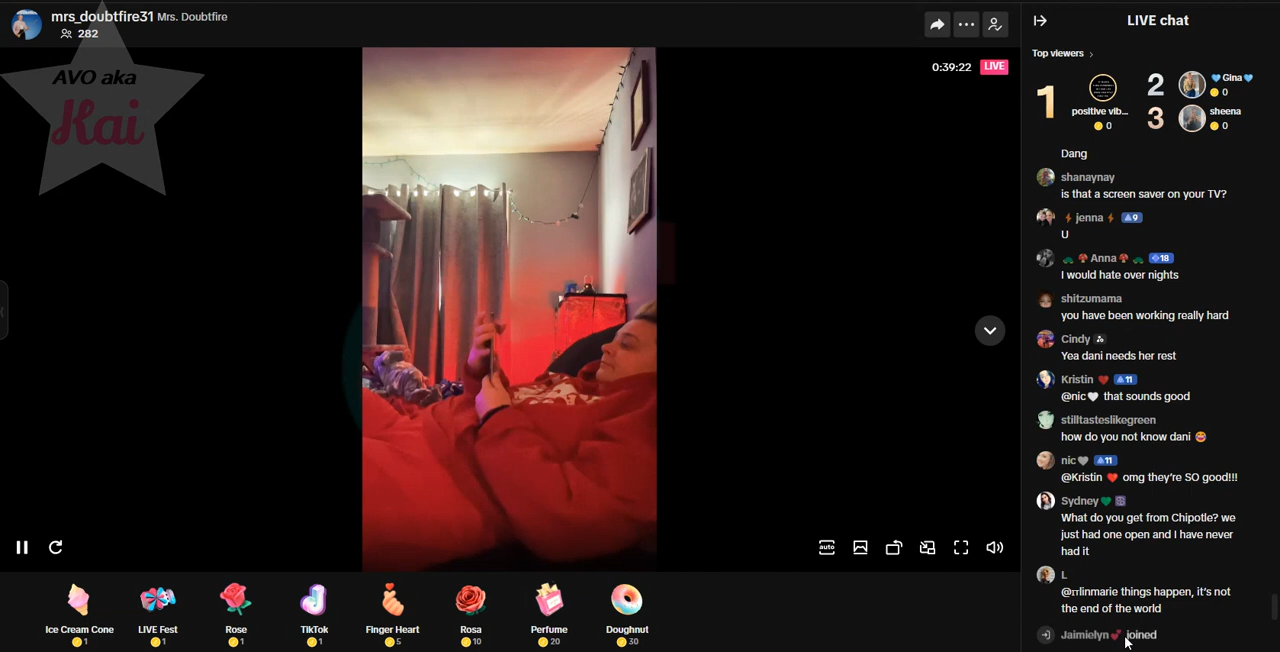 mrs_doubtfire31 Mrs. Doubtfire
282
AVO aka
Kai
0:39:22 LIVE
auto
Ice Cream Cone
1
LIVE Fest
1
Rose
1
TikTok
1
Finger Heart
5
Rosa
10
Perfume
20
Doughnut
30
LIVE chat
Top viewers >
1
positive vib...
0
2
💙Gina💙
0
3
sheena
0
Dang
shanaynay
is that a screen saver on your TV?
⚡jenna⚡ 9
U
Anna 18
I would hate over nights
shitzumama
you have been working really hard
Cindy
Yea dani needs her rest
Kristin ❤️ 11
@nic🤍 that sounds good
stilltasteslikegreen
how do you not know dani 😂
nic🤍 11
@Kristin ❤️ omg they're SO good!!!
Sydney💚
What do you get from Chipotle? we
just had one open and I have never
had it
L
@rrlinmarie things happen, it's not
the end of the world
Jaimielyn💕 joined